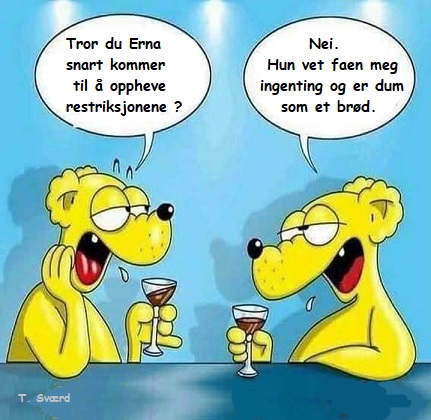 Tror du Erna
snart kommer
til å oppheve
restriksjonene ?
Nei.
Hun vet faen meg
ingenting og er dum
som et brød.
T. Sværd